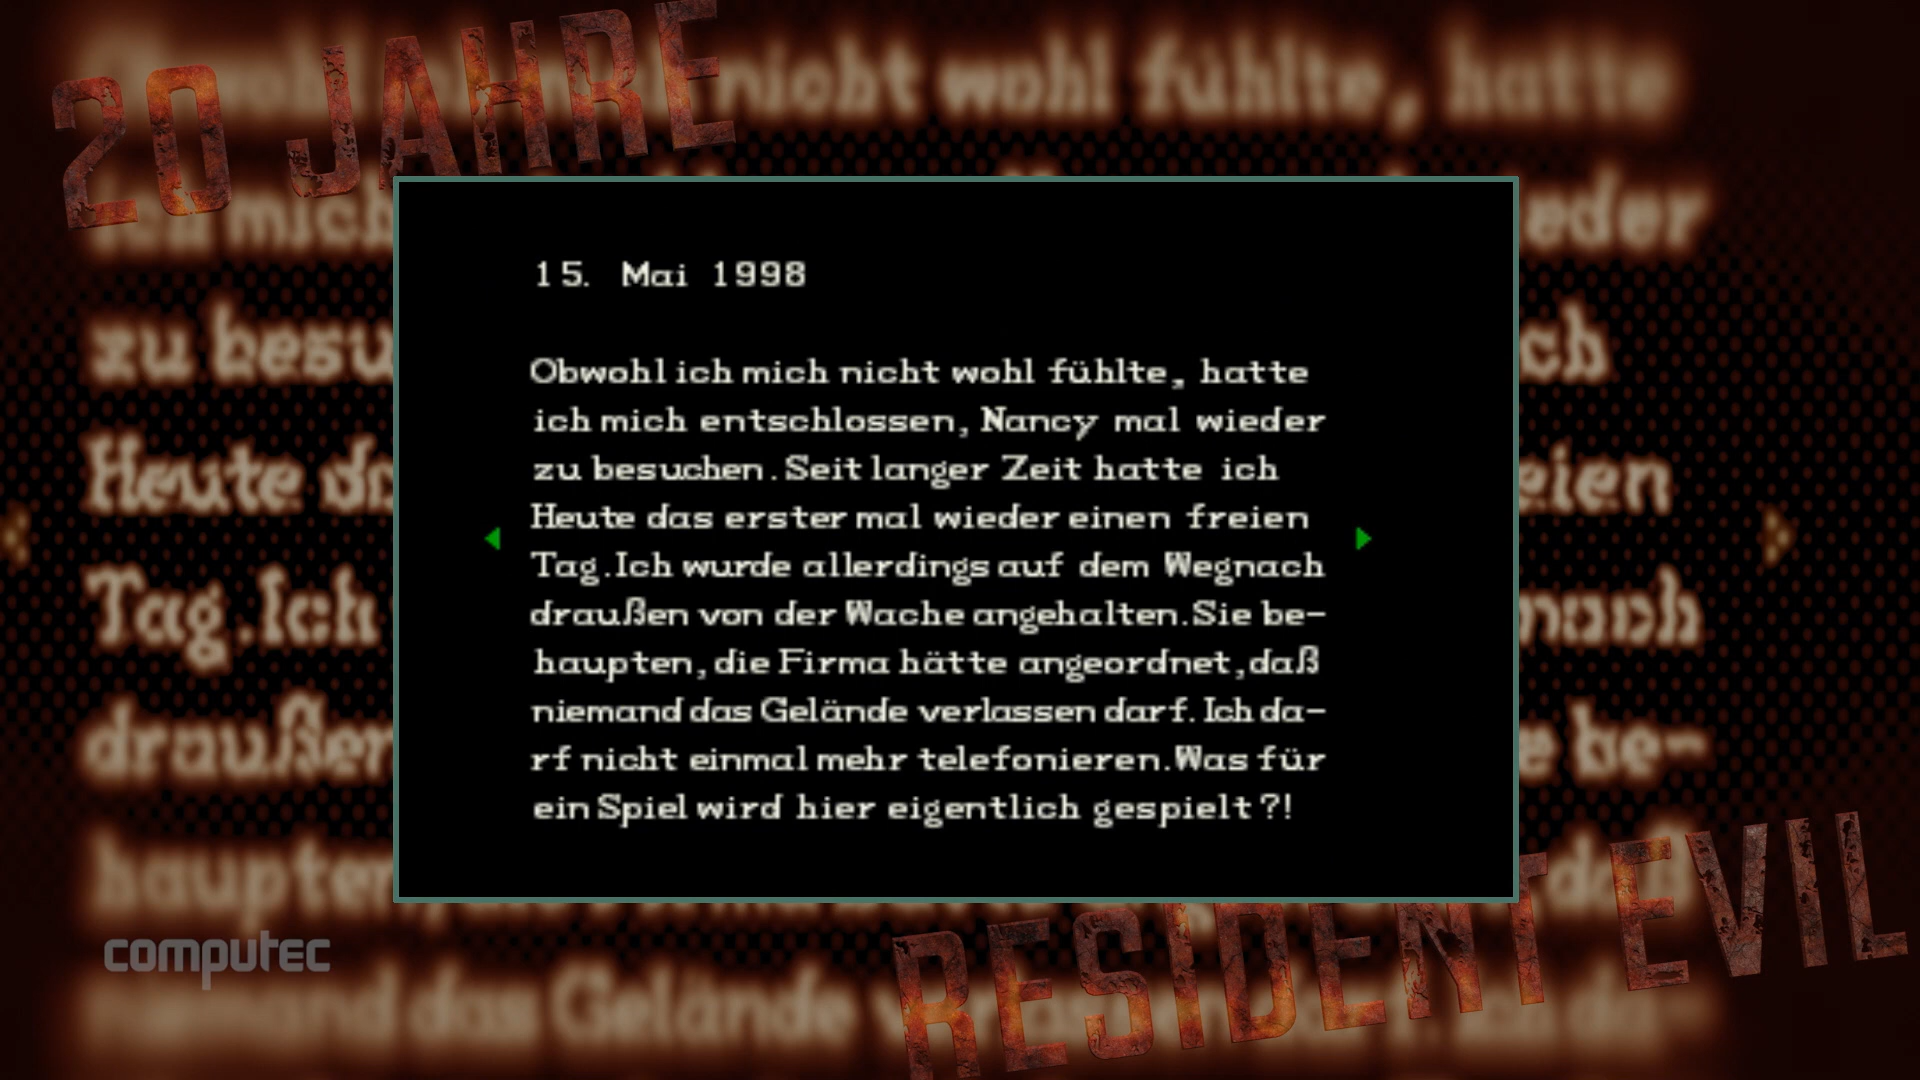 20 JAHRE
15. Mai 1998
Obwohl ich mich nicht wohl fühlte, hatte
ich mich entschlossen, Nancy mal wieder
zu besuchen. Seit langer Zeit hatte ich
Heute das erster mal wieder einen freien
Tag. Ich wurde allerdings auf dem Wegnach
draußen von der Wache angehalten. Sie be-
haupten, die Firma hätte angeordnet, daß
niemand das Gelände verlassen darf. Ich da-
rf nicht einmal mehr telefonieren. Was für
ein Spiel wird hier eigentlich gespielt ?!
computec
RESIDENT EVIL